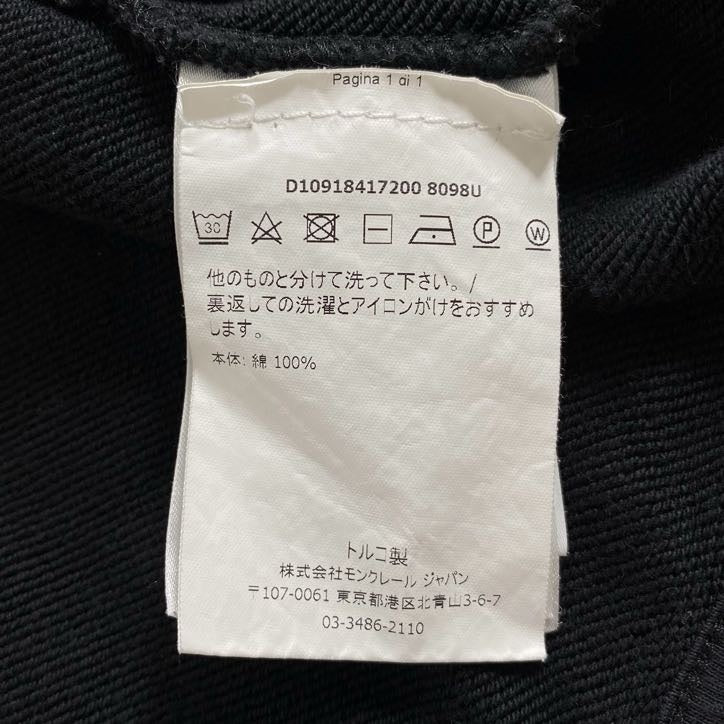 Pagina 1 di 1
D10918417200 8098U
30 P W
他のものと分けて洗って下さい。/
裏返しての洗濯とアイロンがけをおすすめ
します。
本体: 綿 100%
トルコ製
株式会社モンクレール ジャパン
〒107-0061 東京都港区北青山3-6-7
03-3486-2110